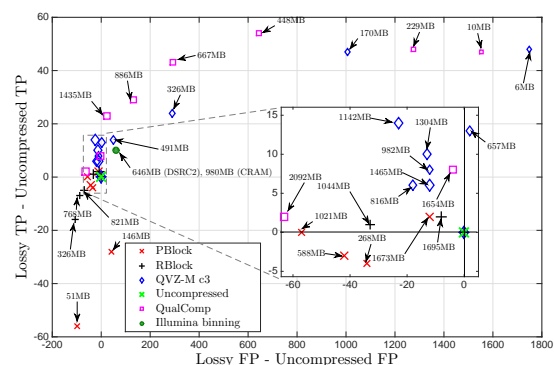 60
40
20
0
-20
-40
-60
Lossy TP - Uncompressed TP
448MB
170MB
229MB
10MB
6MB
667MB
886MB
326MB
1435MB
491MB
646MB (DSRC2), 980MB (CRAM)
768MB
821MB
326MB
146MB
51MB
15
10
5
0
-5
1142MB
1304MB
657MB
982MB
1465MB
2092MB
1044MB
816MB
1021MB
1654MB
268MB
588MB
1673MB
1695MB
-60
-40
-20
0
PBlock
RBlock
QVZ-M c3
Uncompressed
QualComp
Illumina binning
-200 0 200 400 600 800 1000 1200 1400 1600 1800
Lossy FP - Uncompressed FP